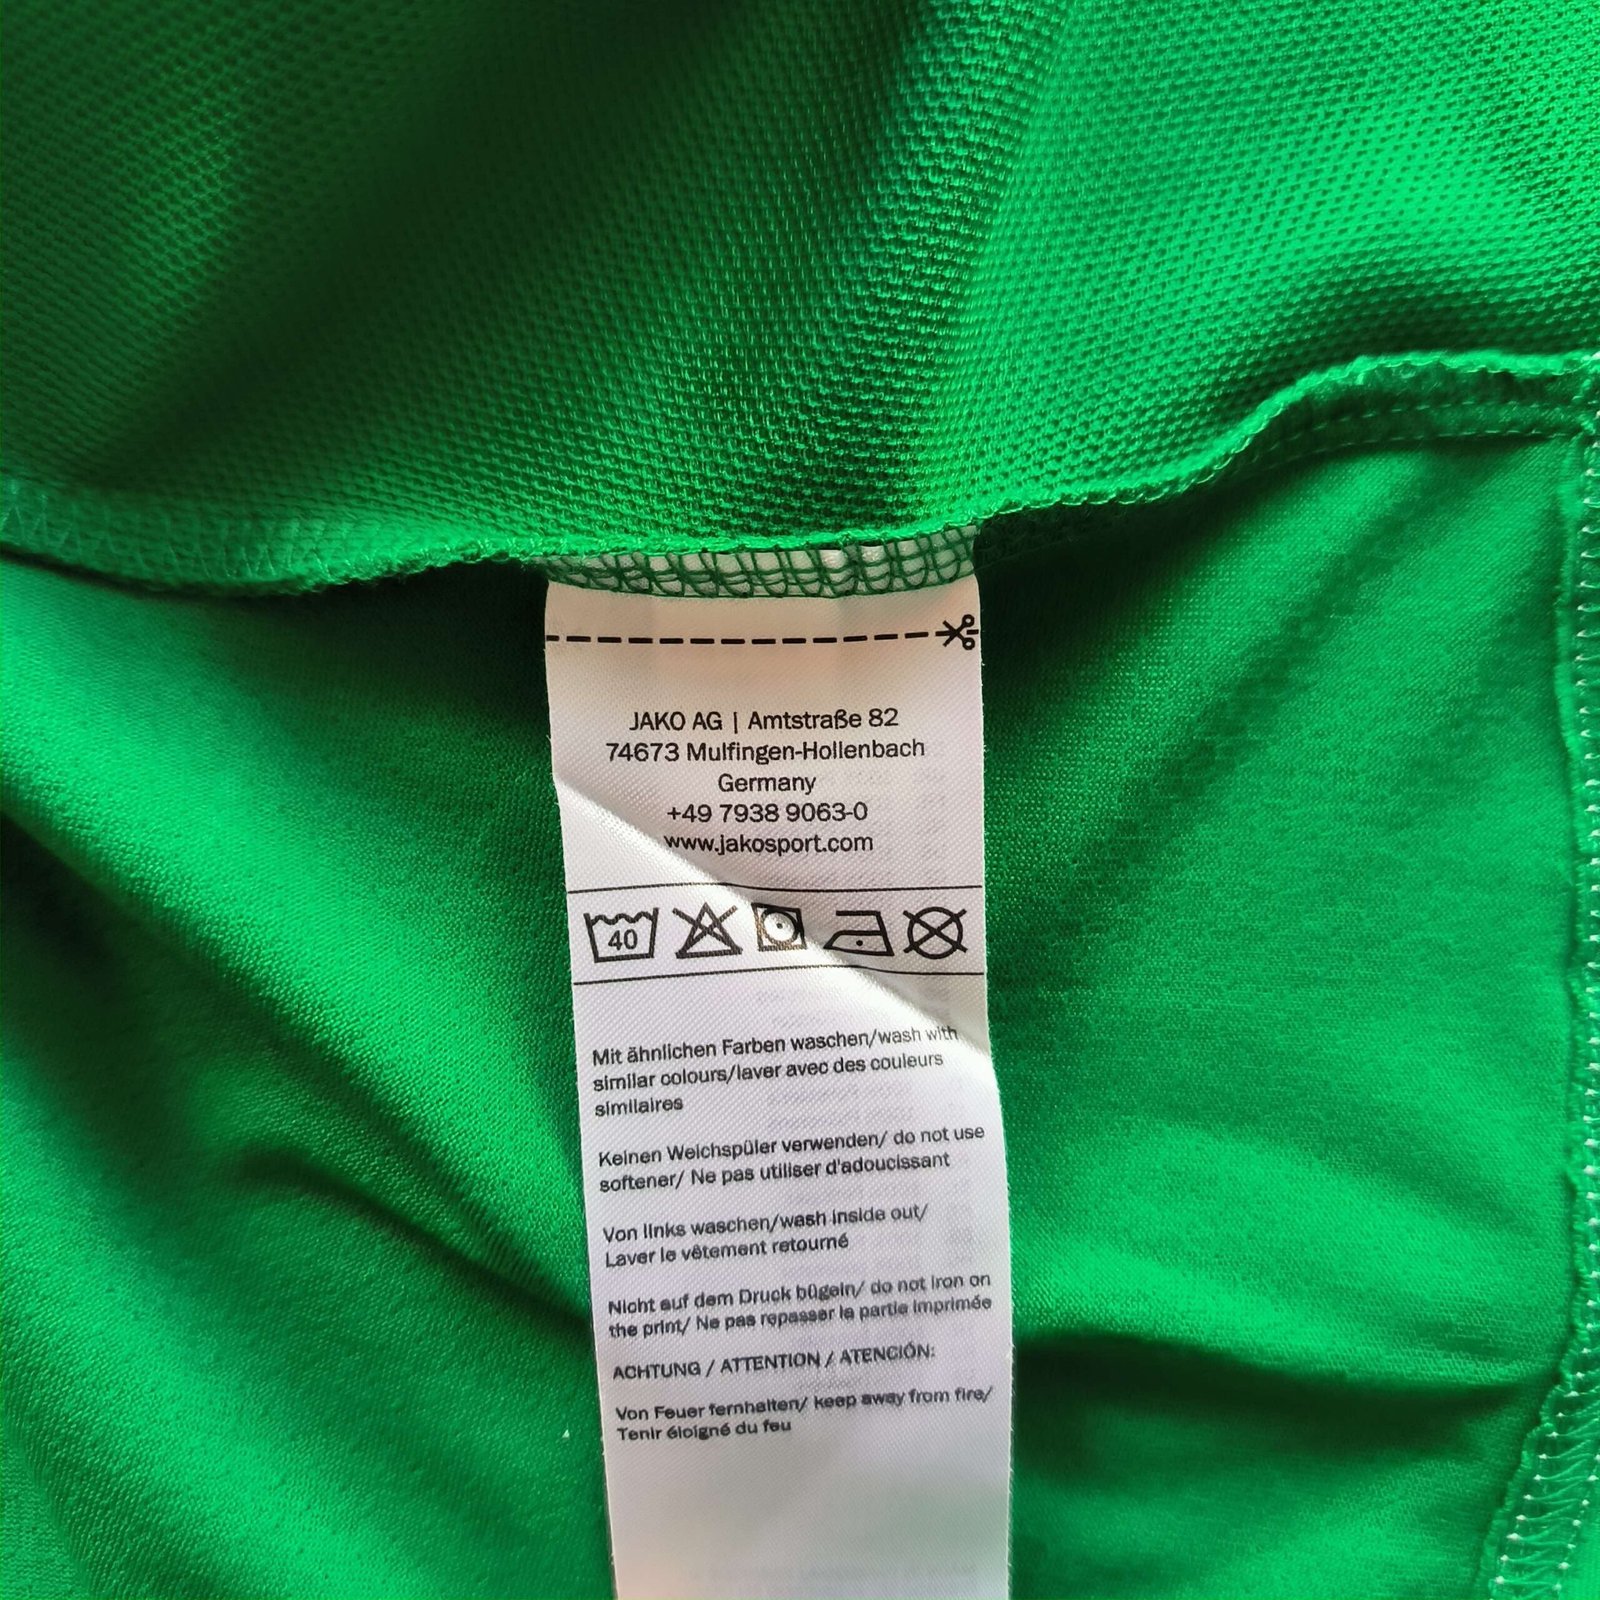 JAKO AG | Amtstraße 82
74673 Mulfingen-Hollenbach
Germany
+49 7938 9063-0
www.jakosport.com
40
Mit ähnlichen Farben waschen/wash with
similar colours/laver avec des couleurs
similaires
Keinen Weichspüler verwenden/ do not use
softener/ Ne pas utiliser d'adoucissant
Von links waschen/wash inside out/
Laver le vêtement retourné
Nicht auf dem Druck bügeln/ do not iron on
the print/ Ne pas repasser la partie imprimée
ACHTUNG / ATTENTION / ATENCIÓN:
Von Feuer fernhalten/ keep away from fire/
Tenir éloigné du feu